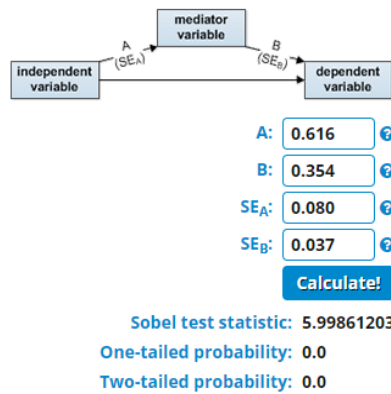 mediator
variable
A
(SEA)
B
(SEB)
independent
variable
dependent
variable
A: 0.616 ?
B: 0.354 ?
SEA: 0.080 ?
SEB: 0.037 ?
Calculate!
Sobel test statistic: 5.99861203
One-tailed probability: 0.0
Two-tailed probability: 0.0